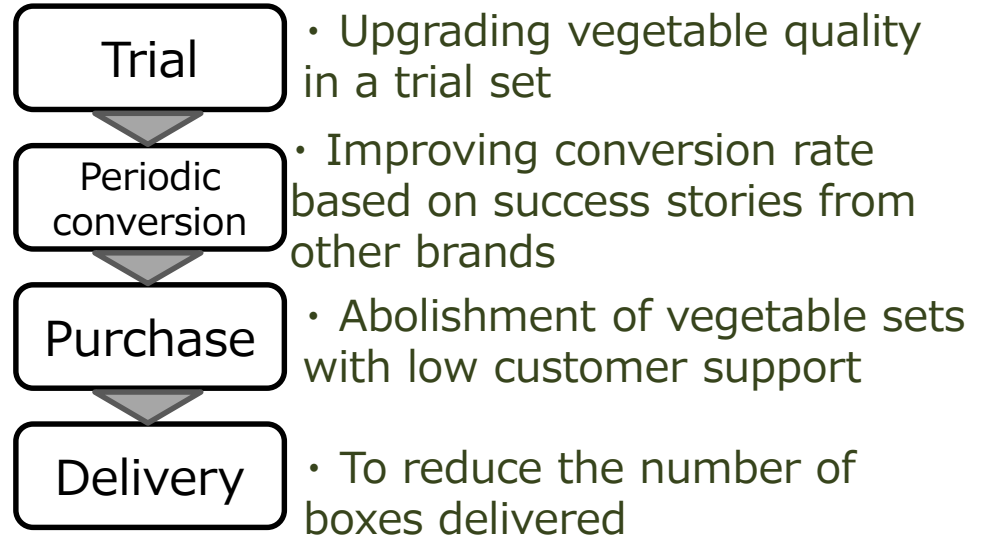 Trial
・Upgrading vegetable quality
in a trial set
Periodic
conversion
・Improving conversion rate
based on success stories from
other brands
Purchase
・Abolishment of vegetable sets
with low customer support
Delivery
・To reduce the number of
boxes delivered